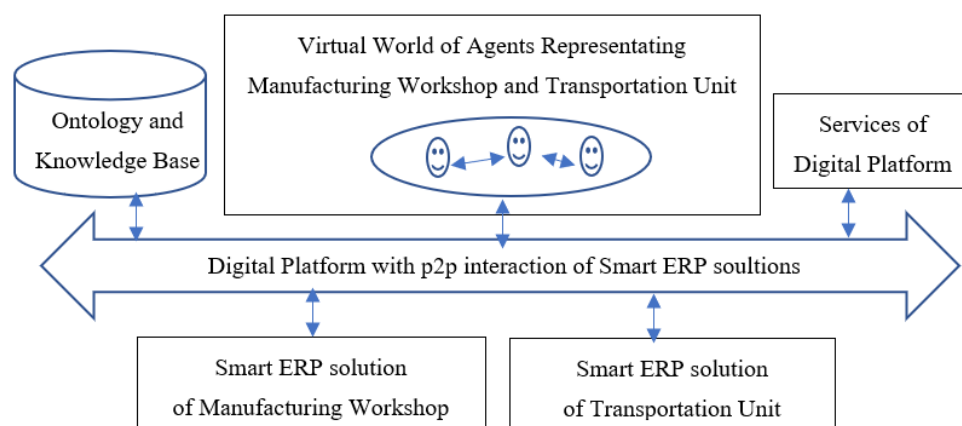 Virtual World of Agents Representating
Manufacturing Workshop and Transportation Unit
Ontology and
Knowledge Base
Services of
Digital Platform
Digital Platform with p2p interaction of Smart ERP soultions
Smart ERP solution
of Manufacturing Workshop
Smart ERP solution
of Transportation Unit